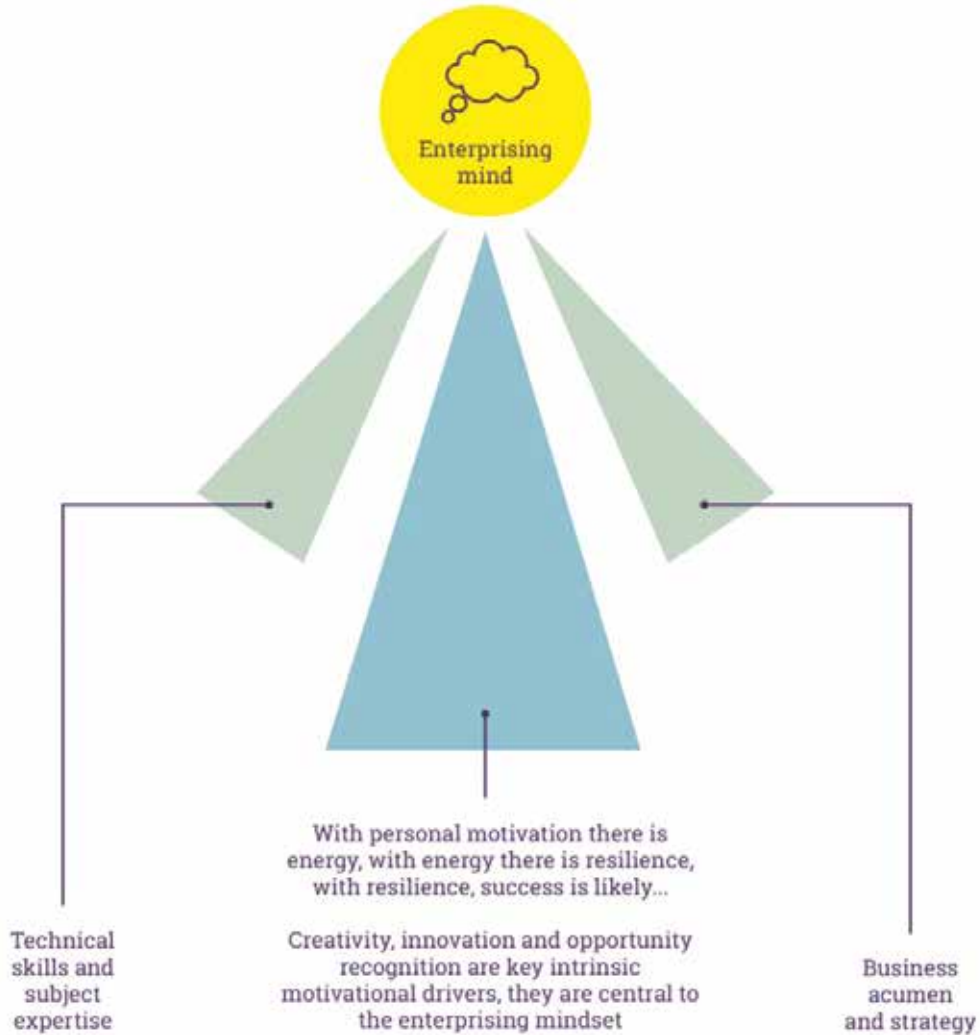 Enterprising
mind
With personal motivation there is
energy, with energy there is resilience,
with resilience, success is likely...
Creativity, innovation and opportunity
recognition are key intrinsic
motivational drivers, they are central to
the enterprising mindset
Technical
skills and
subject
expertise
Business
acumen
and strategy